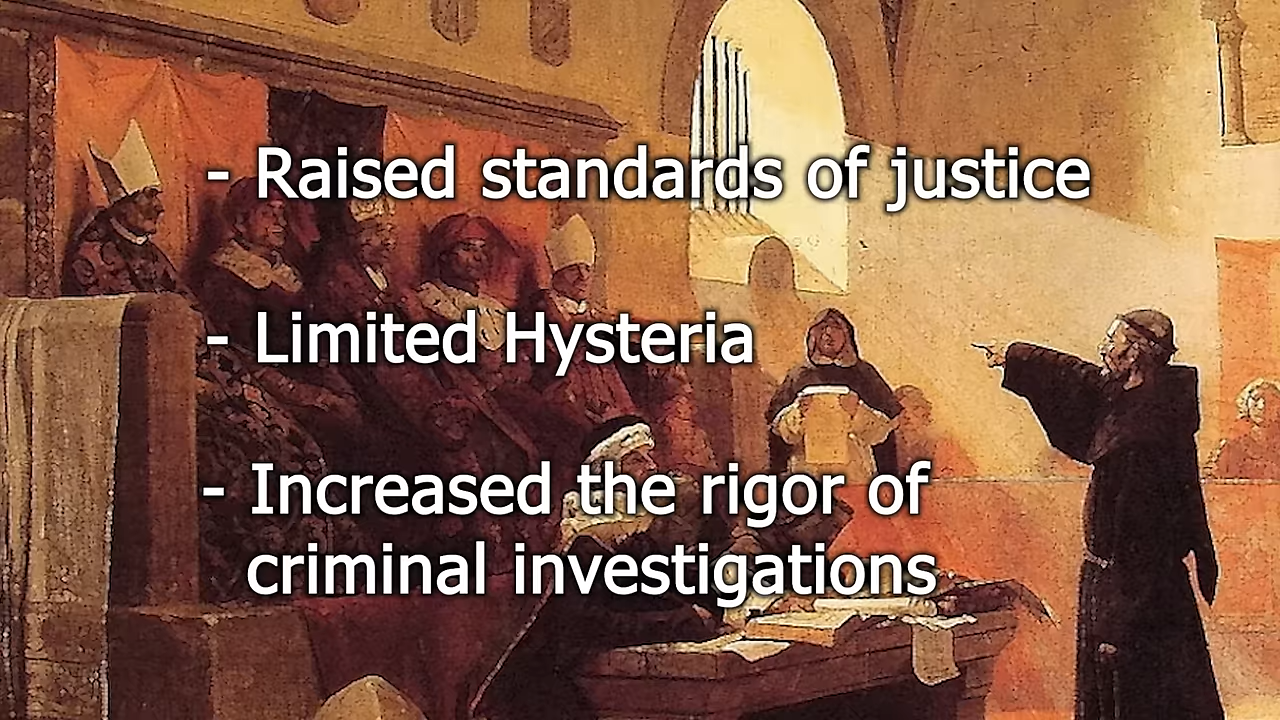 - Raised standards of justice
- Limited Hysteria
- Increased the rigor of
criminal investigations